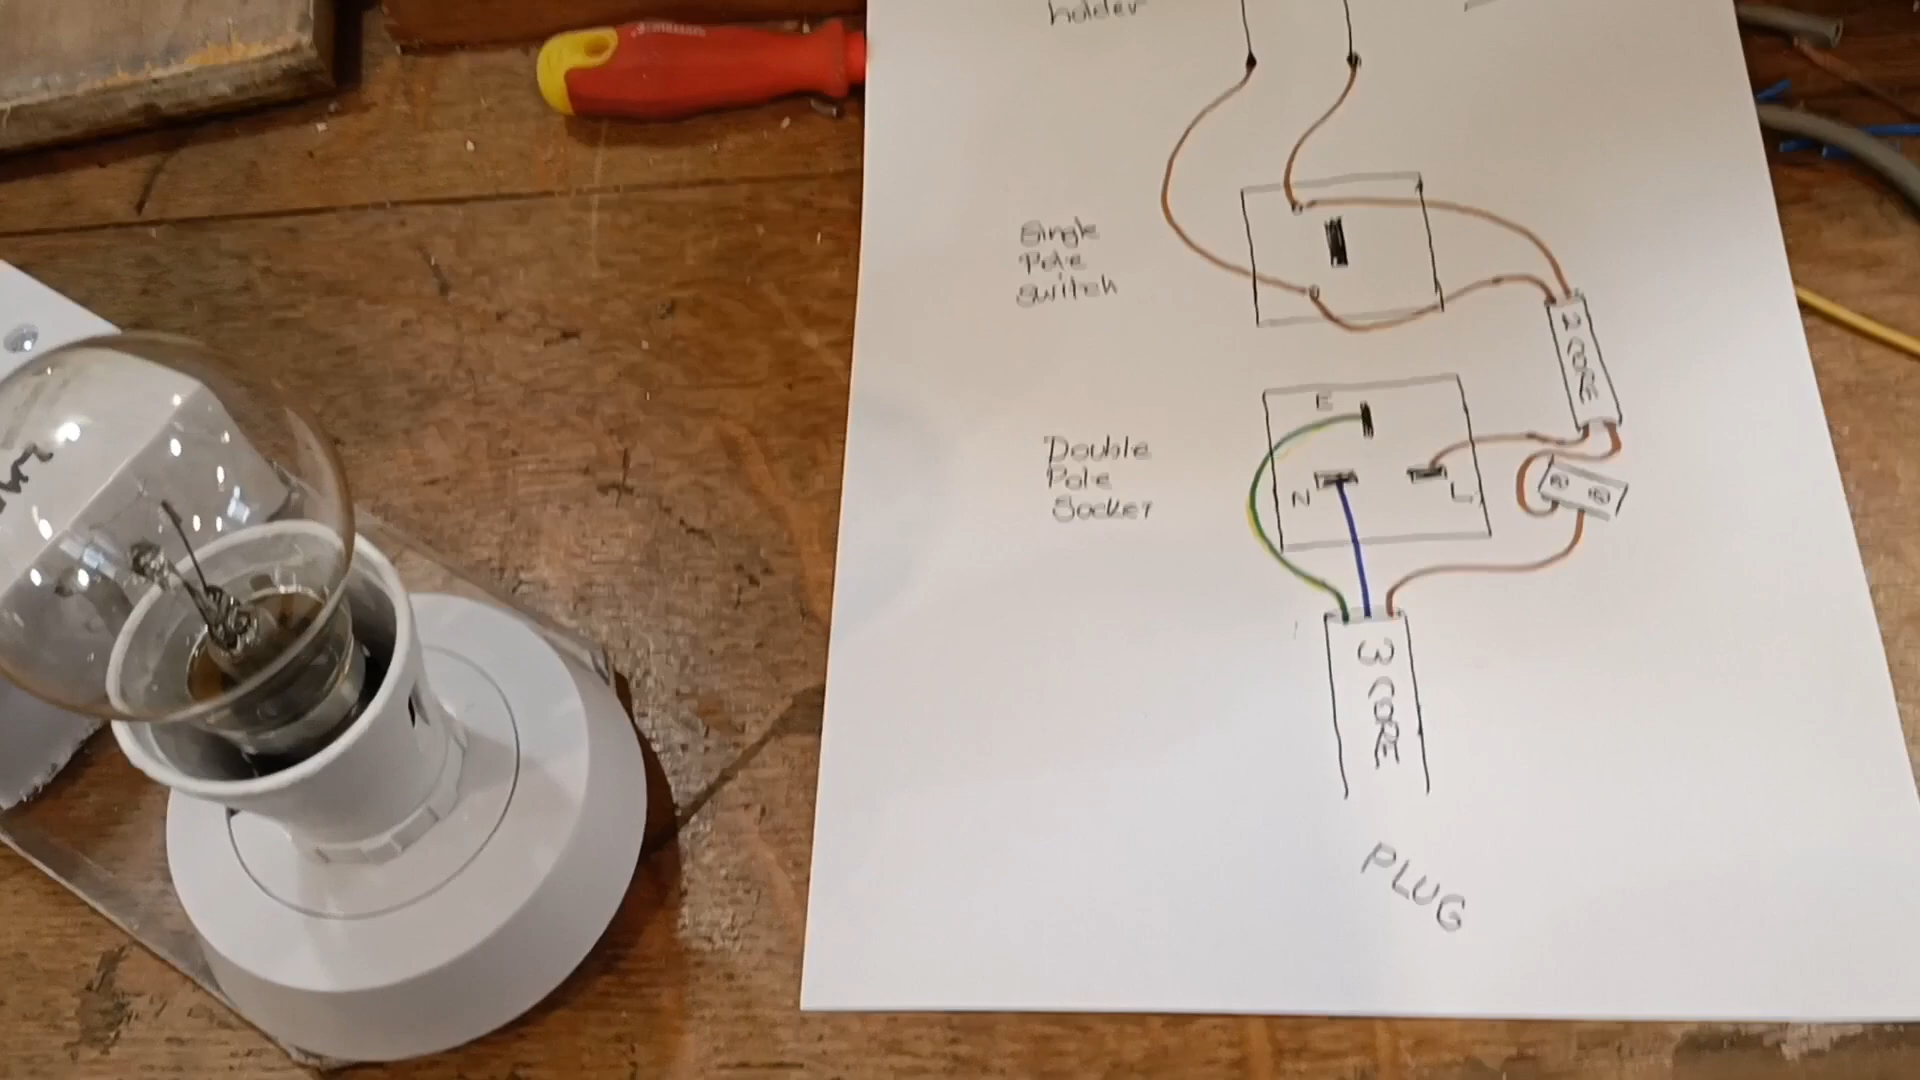 holder
Single
Pole
Switch
2 CORE
E
Double
Pole
Socket
N
L
3 CORE
PLUG